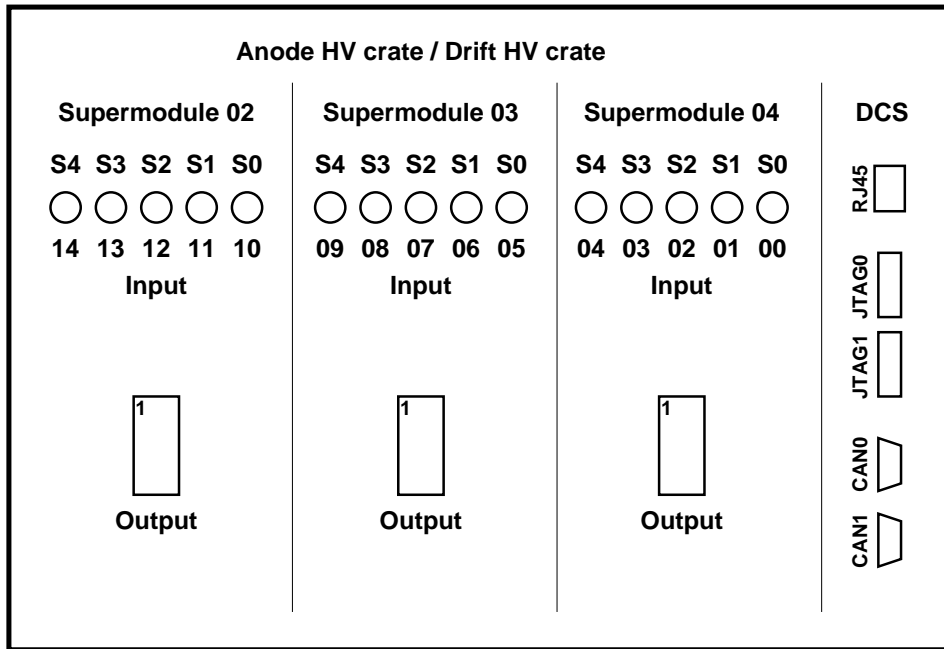 Anode HV crate / Drift HV crate
Supermodule 02
S4 S3 S2 S1 S0
14 13 12 11 10
Input
1
Output
Supermodule 03
S4 S3 S2 S1 S0
09 08 07 06 05
Input
1
Output
Supermodule 04
S4 S3 S2 S1 S0
04 03 02 01 00
Input
1
Output
DCS
RJ45
JTAG0
JTAG1
CAN0
CAN1